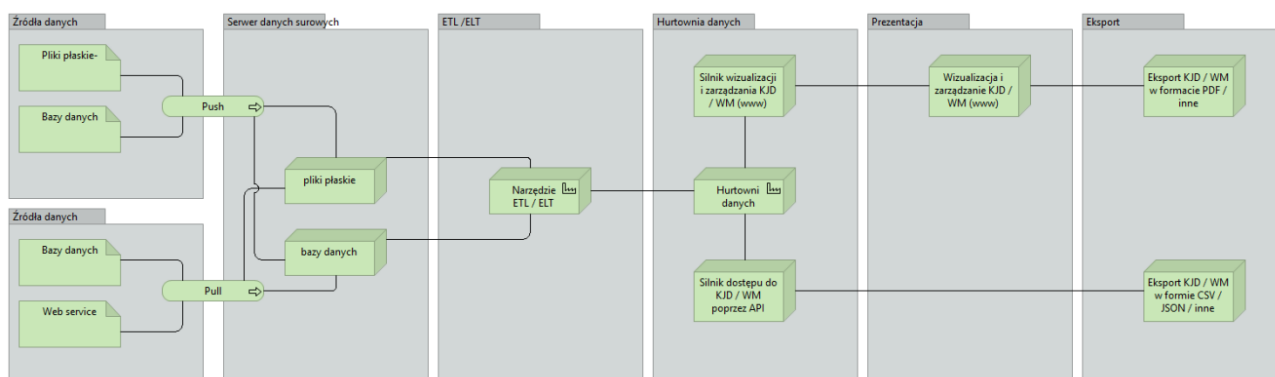 Źródła danych
Pliki płaskie-
Bazy danych
Push
Źródła danych
Bazy danych
Web service
Pull
Serwer danych surowych
pliki płaskie
bazy danych
ETL /ELT
Narzędzie
ETL / ELT
Hurtownia danych
Silnik wizualizacji
i zarządzania KJD
/ WM (www)
Hurtowni
danych
Silnik dostępu do
KJD / WM
poprzez API
Prezentacja
Wizualizacja i
zarządzanie KJD /
WM (www)
Eksport
Eksport KJD / WM
w formacie PDF /
inne
Eksport KJD / WM
w formie CSV /
JSON / inne